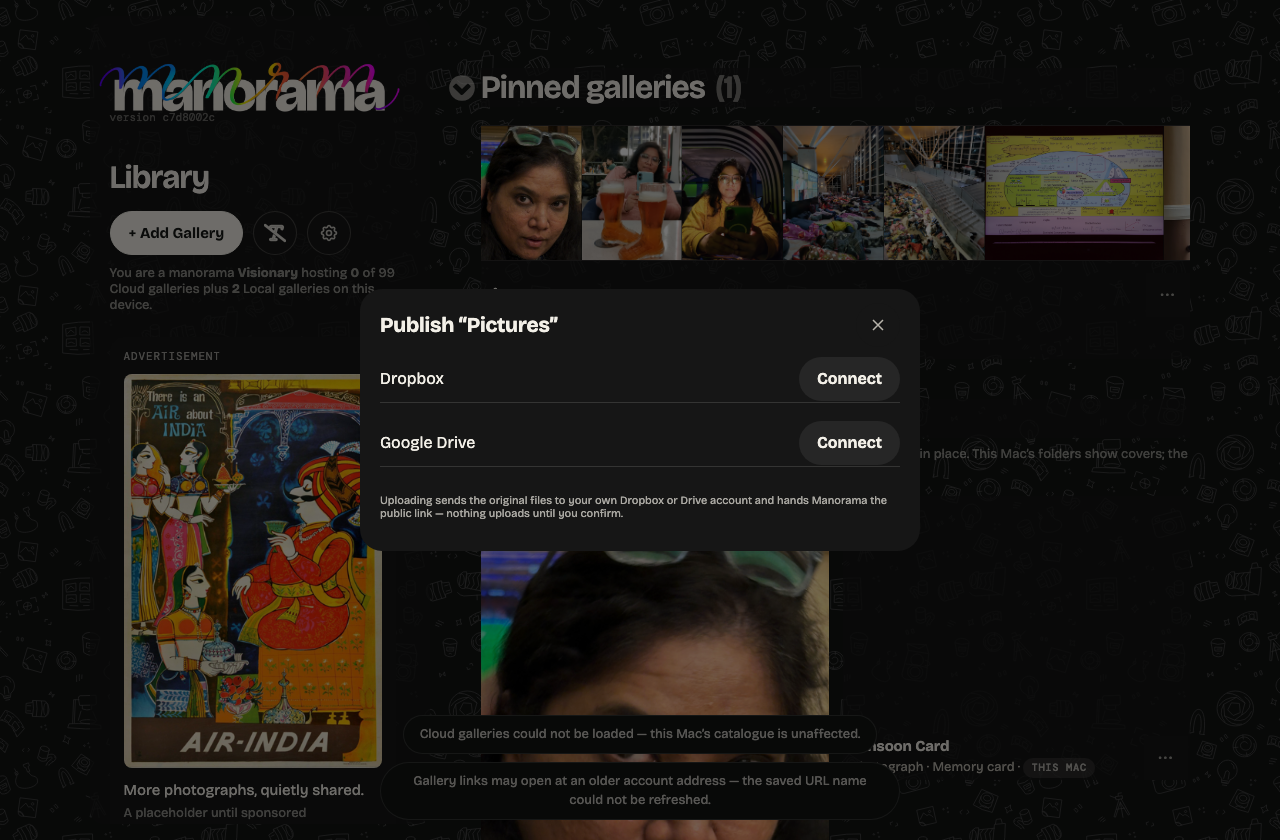 manorama
version c7d8002c
Library
+ Add Gallery
You are a manorama Visionary hosting 0 of 99
Cloud galleries plus 2 Local galleries on this
device.
ADVERTISEMENT
There is an
AIR about
INDIA
AIR-INDIA
More photographs, quietly shared.
A placeholder until sponsored
Pinned galleries (1)
Publish “Pictures”
Dropbox
Connect
Google Drive
Connect
Uploading sends the original files to your own Dropbox or Drive account and hands Manorama the
public link — nothing uploads until you confirm.
in place. This Mac's folders show covers; the
Cloud galleries could not be loaded — this Mac's catalogue is unaffected.
Gallery links may open at an older account address — the saved URL name
could not be refreshed.
Card
· Memory card · THIS MAC